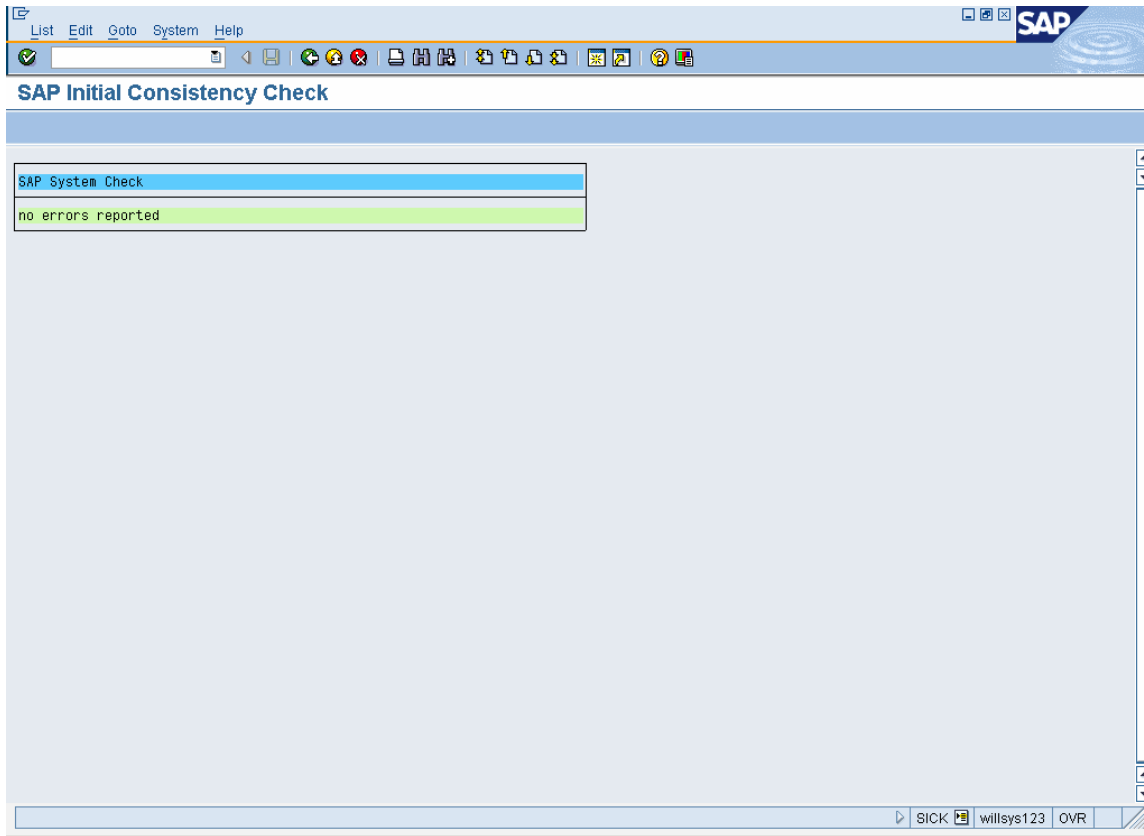 List Edit Goto System Help
SAP
SAP Initial Consistency Check
SAP System Check
no errors reported
SICK willsys123 OVR